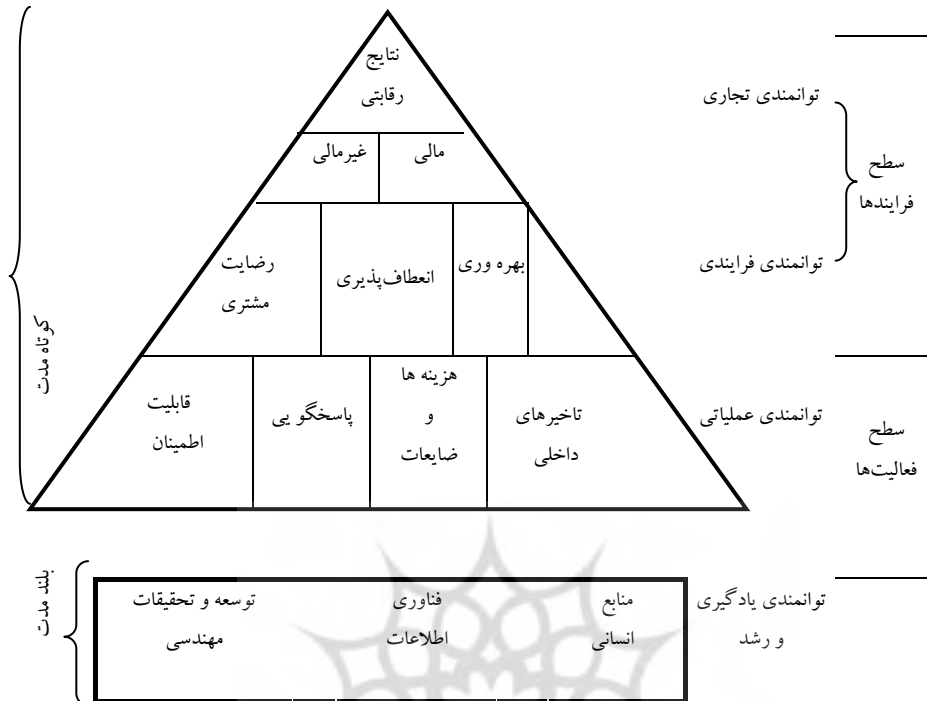 نتایج
رقابتی
توانمندی تجاری
مالی
غیرمالی
سطح
فرایندها
توانمندی فرایندی
بهره وری
انعطاف‌پذیری
رضایت
مشتری
کوتاه مدت
توانمندی عملیاتی
سطح
فعالیت‌ها
تاخیرهای
داخلی
هزینه ها
و
ضایعات
پاسخگو یی
قابلیت
اطمینان
توانمندی یادگیری
و رشد
منابع
انسانی
فناوری
اطلاعات
توسعه و تحقیقات
مهندسی
بلند مدت